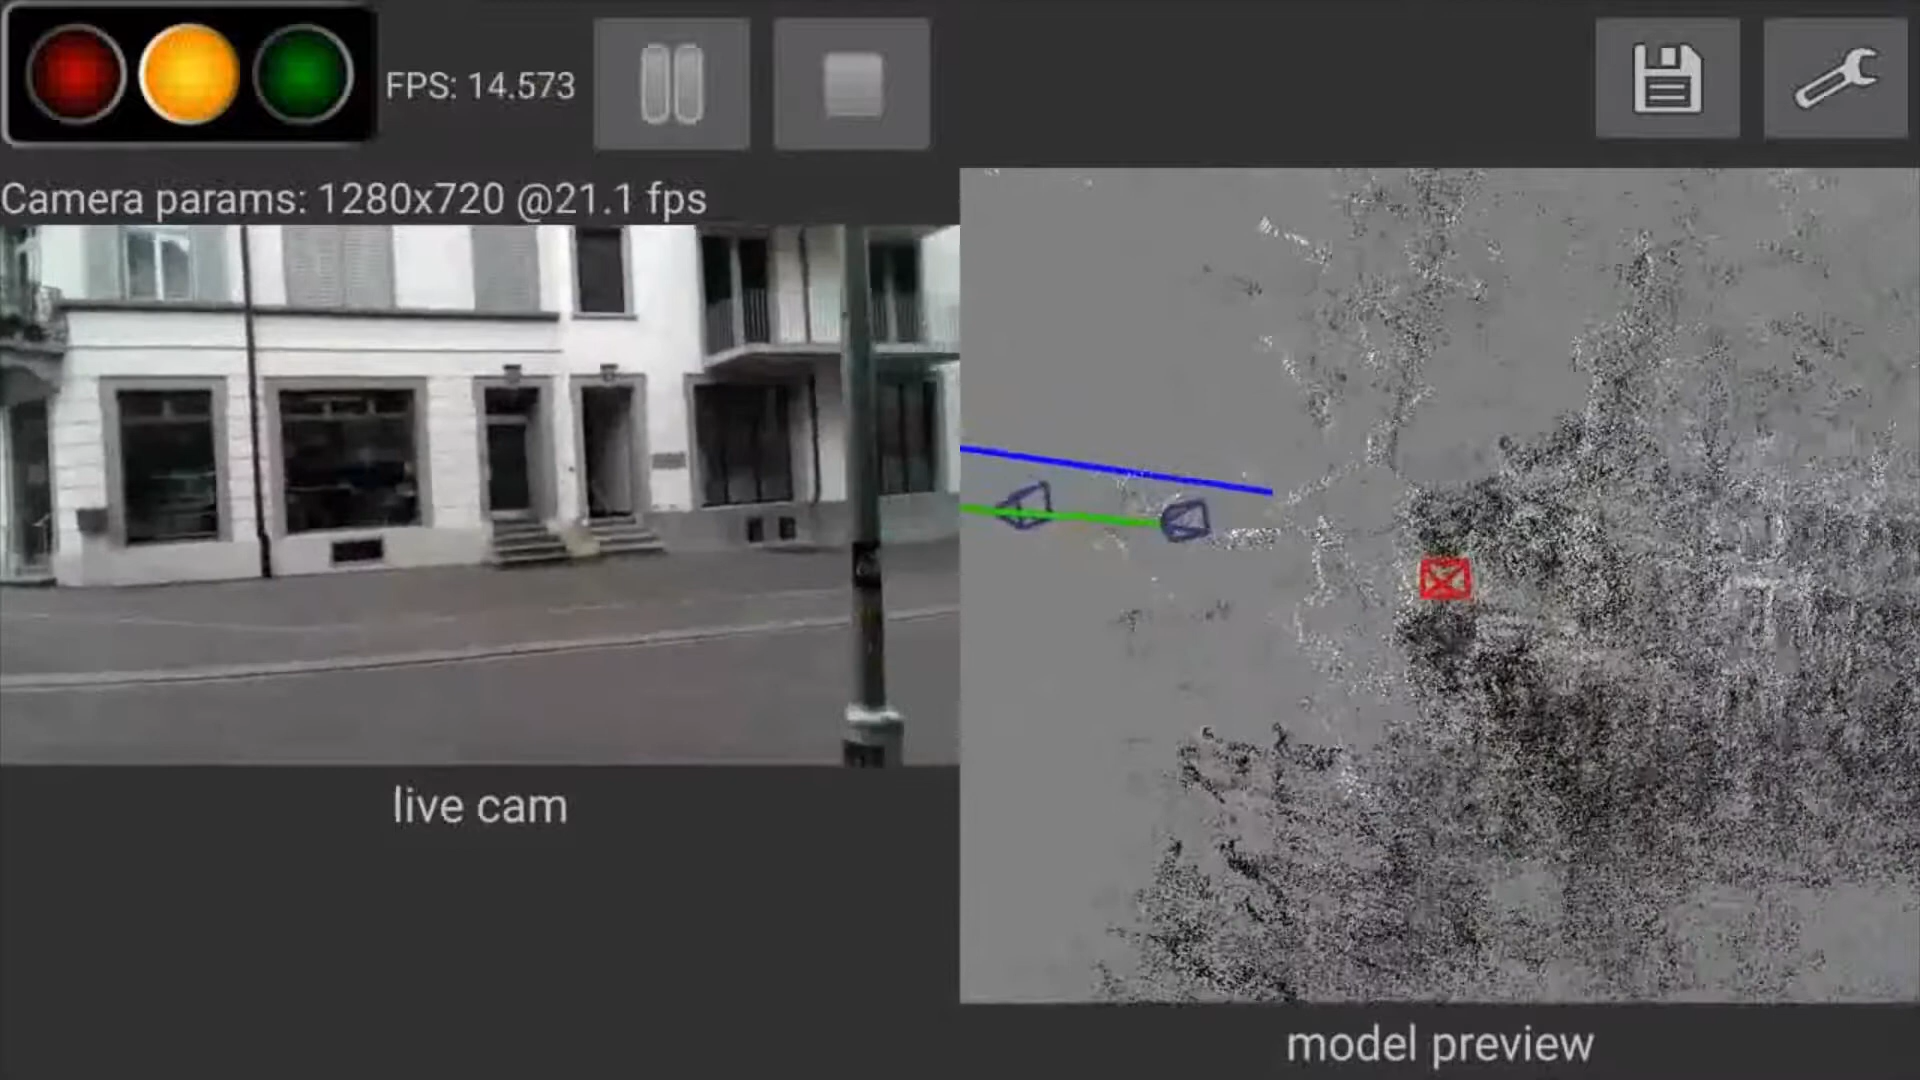 FPS: 14.573
Camera params: 1280x720 @21.1 fps
live cam
model preview